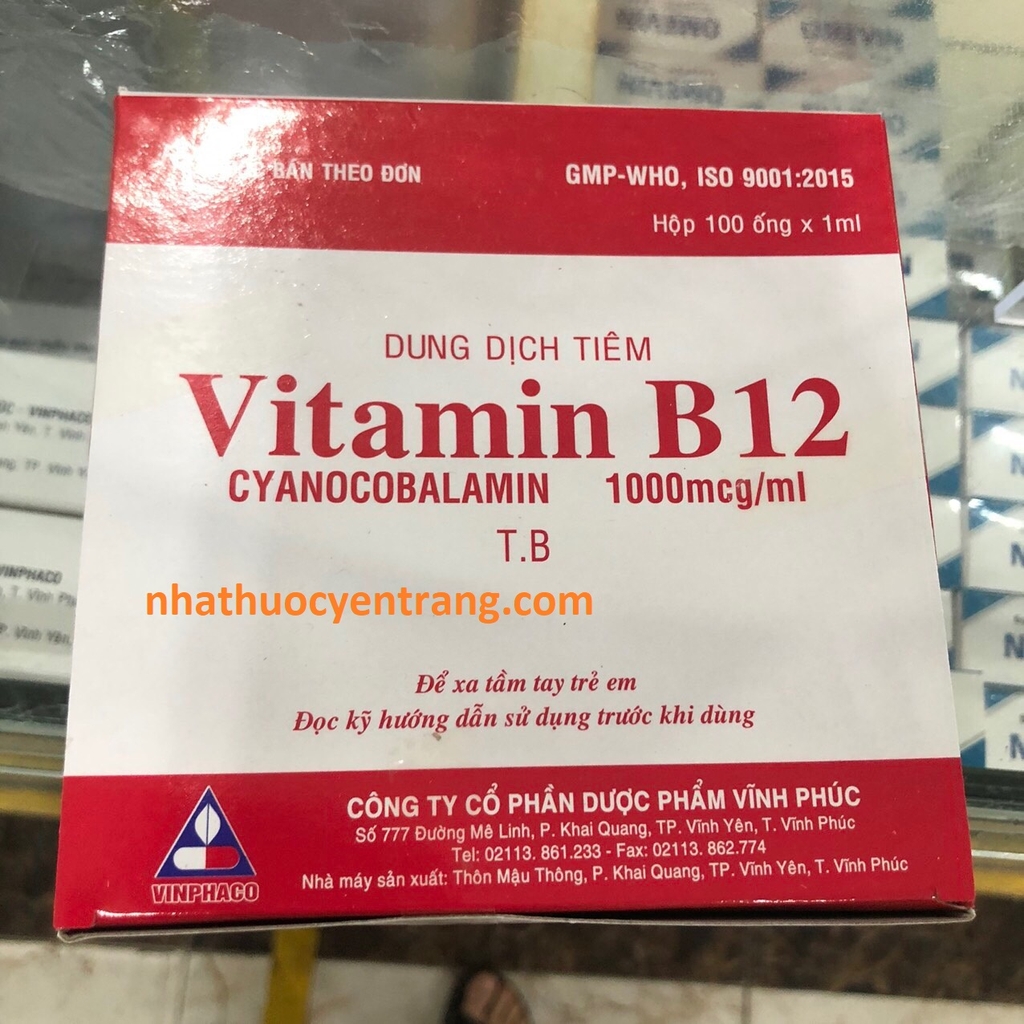 BÁN THEO ĐƠN
GMP-WHO, ISO 9001:2015
Hộp 100 ống x 1ml
DUNG DỊCH TIÊM
Vitamin B12
CYANOCOBALAMIN 1000mcg/ml
T.B
nhathuocyentrang.com
Để xa tầm tay trẻ em
Đọc kỹ hướng dẫn sử dụng trước khi dùng
CÔNG TY CỔ PHẦN DƯỢC PHẨM VĨNH PHÚC
Số 777 Đường Mê Linh, P. Khai Quang, TP. Vĩnh Yên, T. Vĩnh Phúc
Tel: 02113. 861.233 - Fax: 02113. 862.774
Nhà máy sản xuất: Thôn Mậu Thông, P. Khai Quang, TP. Vĩnh Yên, T. Vĩnh Phúc
VINPHACO